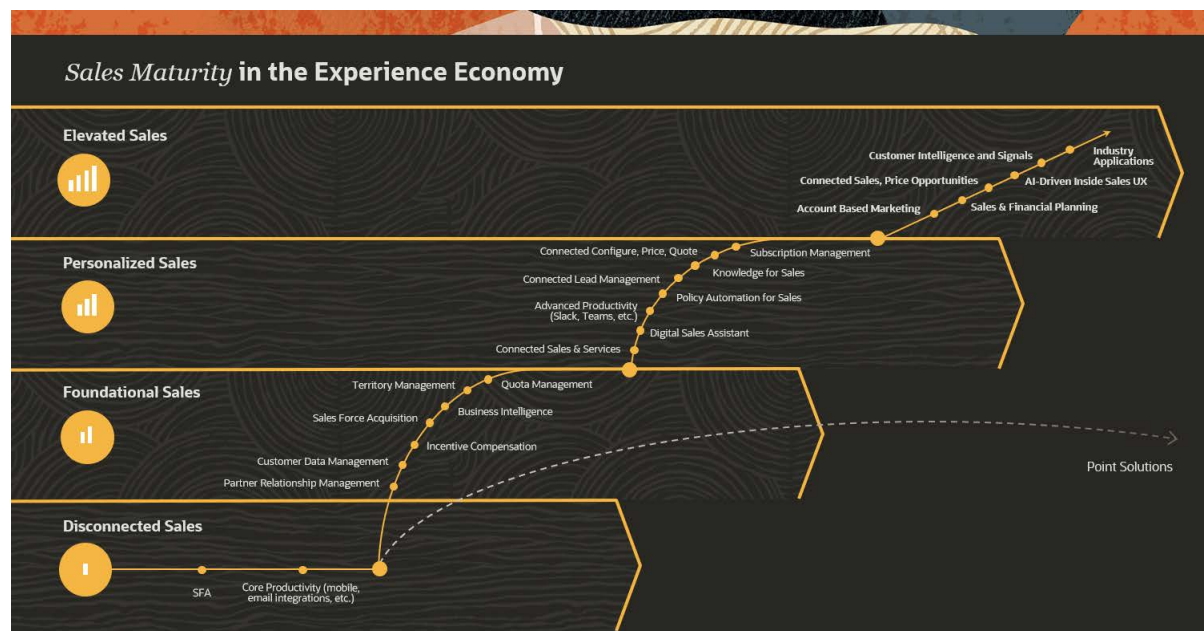 Sales Maturity in the Experience Economy
Elevated Sales
Customer Intelligence and Signals
Industry
Applications
Connected Sales, Price Opportunities
AI-Driven Inside Sales UX
Account Based Marketing
Sales & Financial Planning
Personalized Sales
Connected Configure, Price, Quote
Subscription Management
Connected Lead Management
Knowledge for Sales
Advanced Productivity
(Slack, Teams, etc.)
Policy Automation for Sales
Digital Sales Assistant
Connected Sales & Services
Foundational Sales
Territory Management
Quota Management
Sales Force Acquisition
Business Intelligence
Incentive Compensation
Customer Data Management
Partner Relationship Management
Point Solutions
Disconnected Sales
SFA
Core Productivity (mobile,
email integrations, etc.)